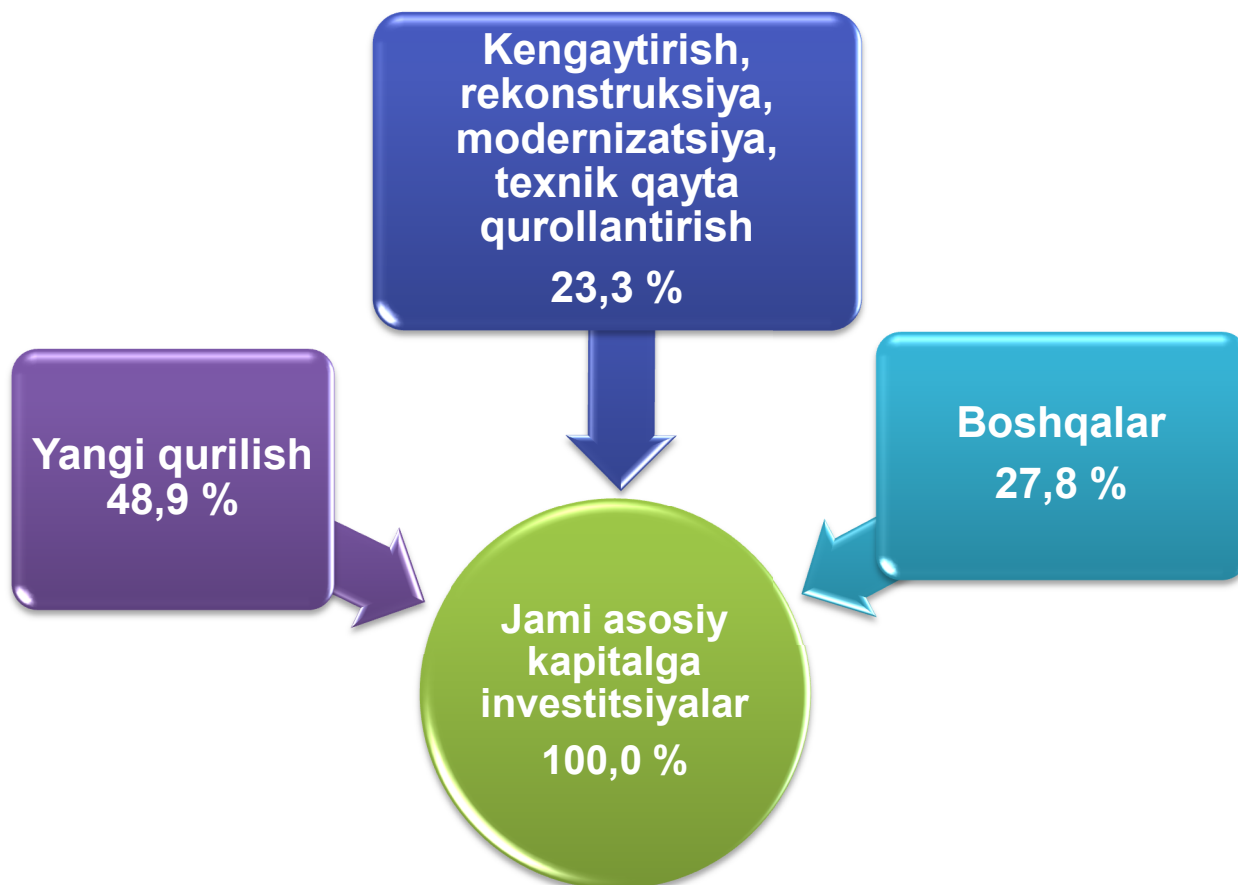 Kengaytirish,
rekonstruksiya,
modernizatsiya,
texnik qayta
qurollantirish
23,3 %
Yangi qurilish
48,9 %
Boshqalar
27,8 %
Jami asosiy
kapitalga
investitsiyalar
100,0 %